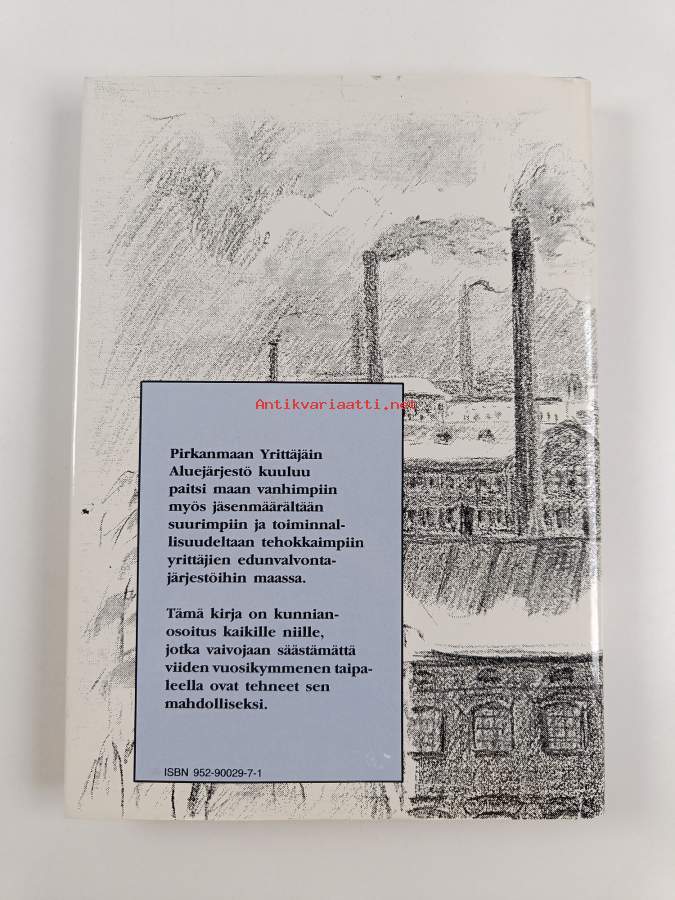 Antikvariaatti.net
Pirkanmaan Yrittäjäin
Aluejärjestö kuuluu
paitsi maan vanhimpiin
myös jäsenmäärältään
suurimpiin ja toiminnal-
lisuudeltaan tehokkaimpiin
yrittäjien edunvalvonta-
järjestöihin maassa.
Tämä kirja on kunnian-
osoitus kaikille niille,
jotka vaivojaan säästämättä
viiden vuosikymmenen taipa-
leella ovat tehneet sen
mahdolliseksi.
ISBN 952-90029-7-1